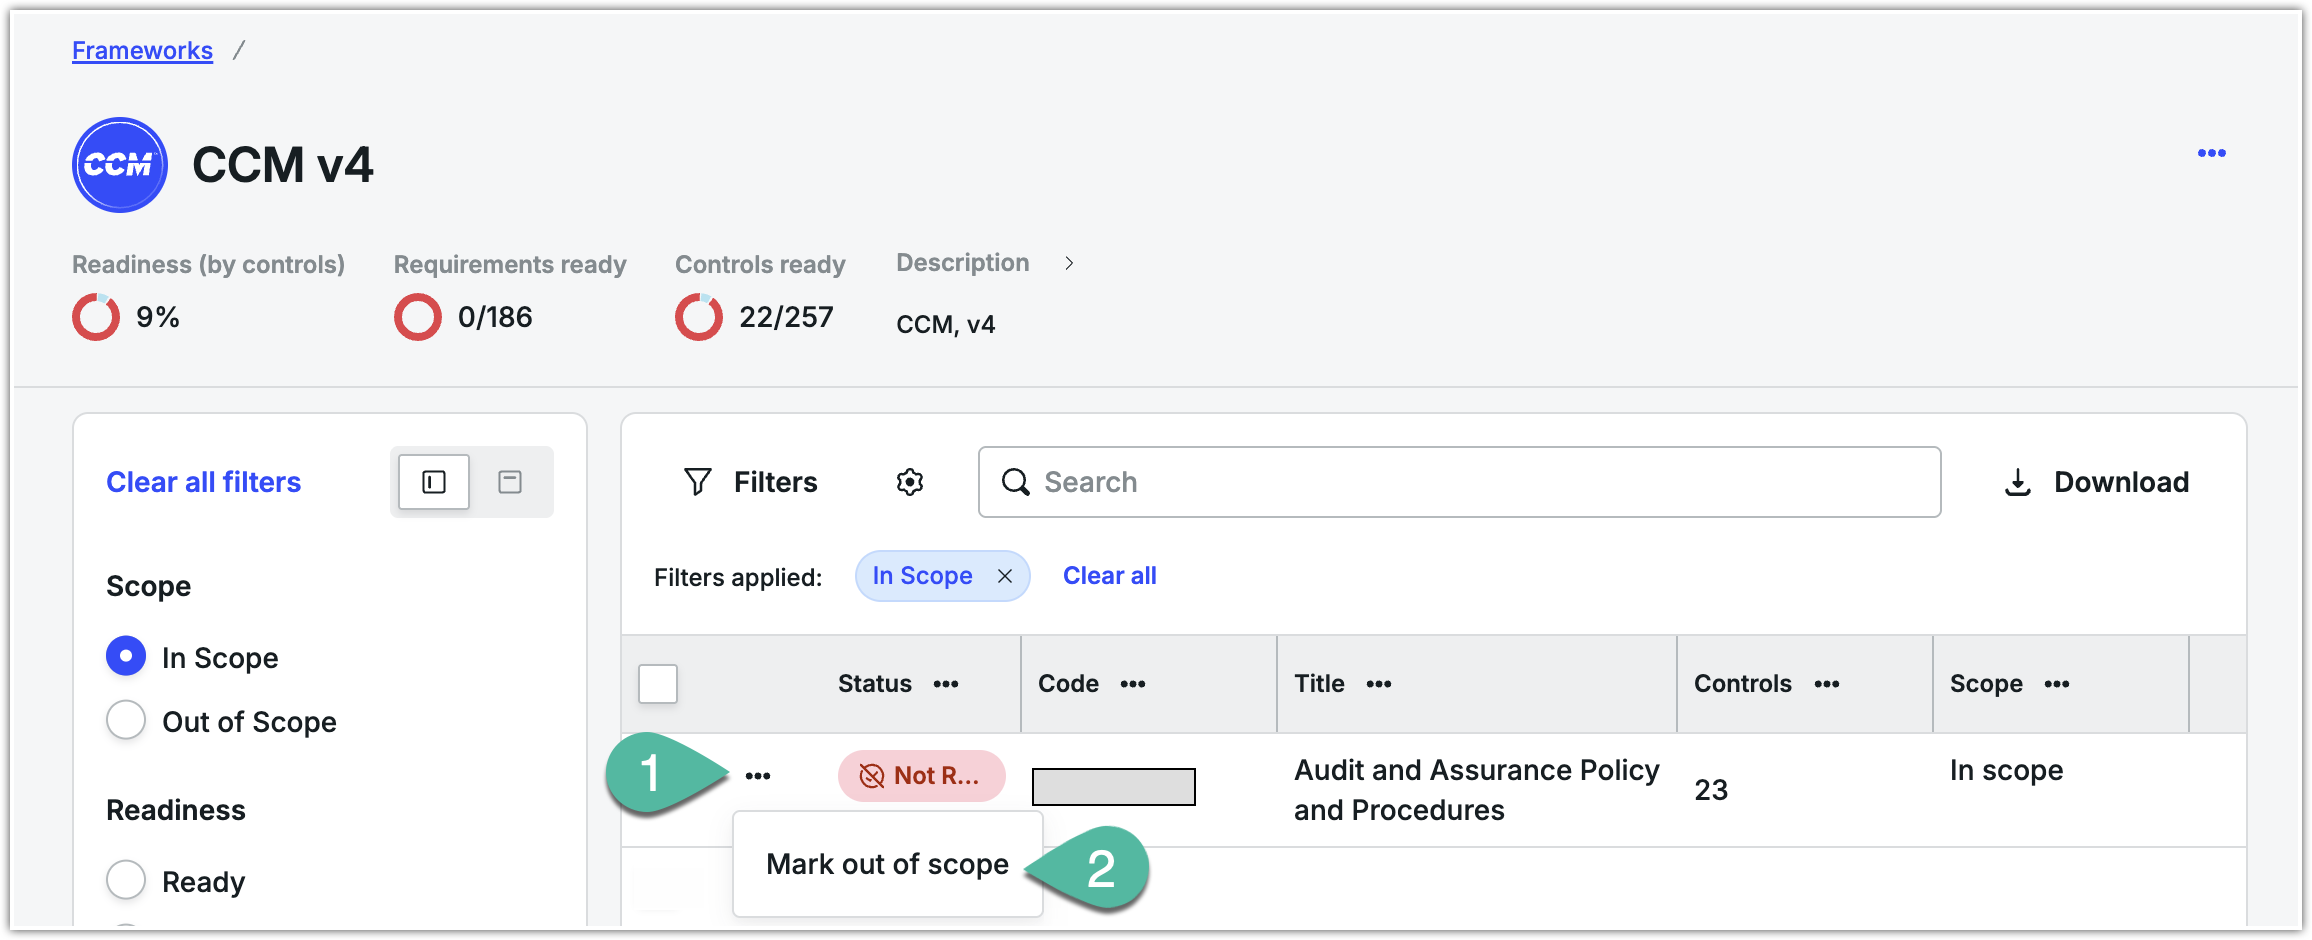 Frameworks /
CCM
CCM v4
Readiness (by controls)
9%
Requirements ready
0/186
Controls ready
22/257
Description
CCM, v4
Clear all filters
Scope
In Scope
Out of Scope
Readiness
Ready
Filters
Search
Download
Filters applied: In Scope Clear all
Status Code Title Controls Scope
1
Not R...
Audit and Assurance Policy
and Procedures
23
In scope
Mark out of scope
2